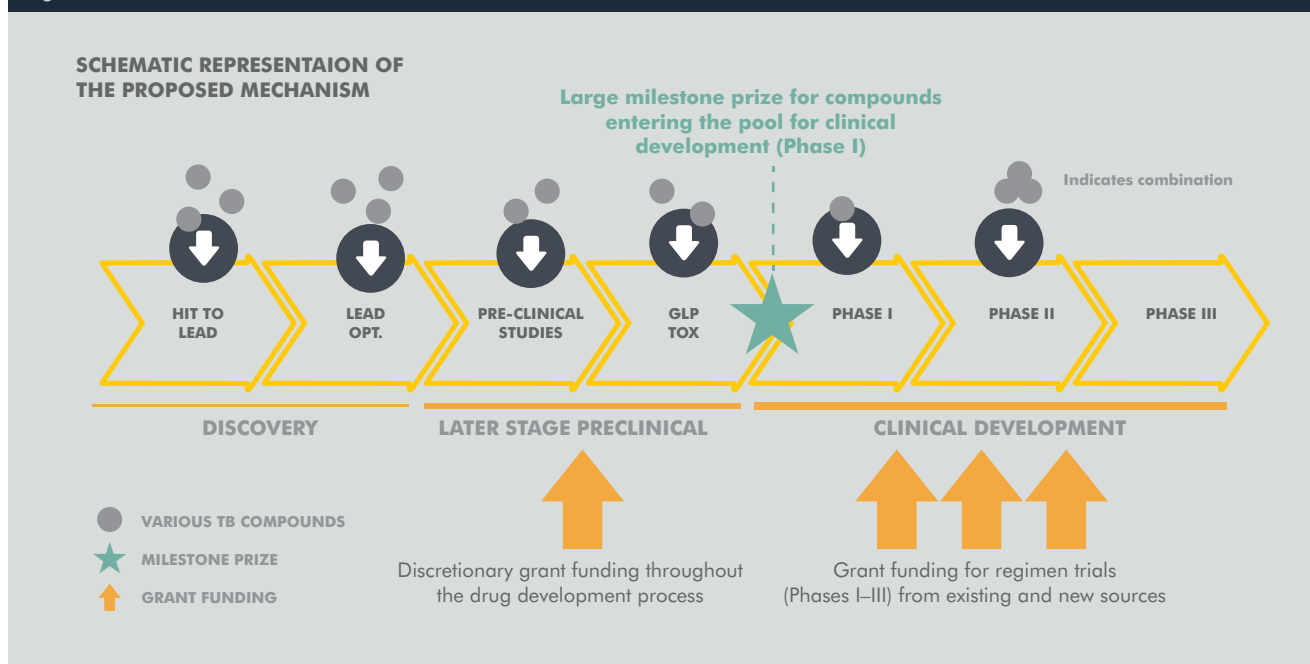 SCHEMATIC REPRESENTAION OF
THE PROPOSED MECHANISM
Large milestone prize for compounds
entering the pool for clinical
development (Phase I)
Indicates combination
HIT TO
LEAD
LEAD
OPT.
PRE-CLINICAL
STUDIES
GLP
TOX
PHASE I
PHASE II
PHASE III
DISCOVERY
LATER STAGE PRECLINICAL
CLINICAL DEVELOPMENT
VARIOUS TB COMPOUNDS
MILESTONE PRIZE
GRANT FUNDING
Discretionary grant funding throughout
the drug development process
Grant funding for regimen trials
(Phases I–III) from existing and new sources